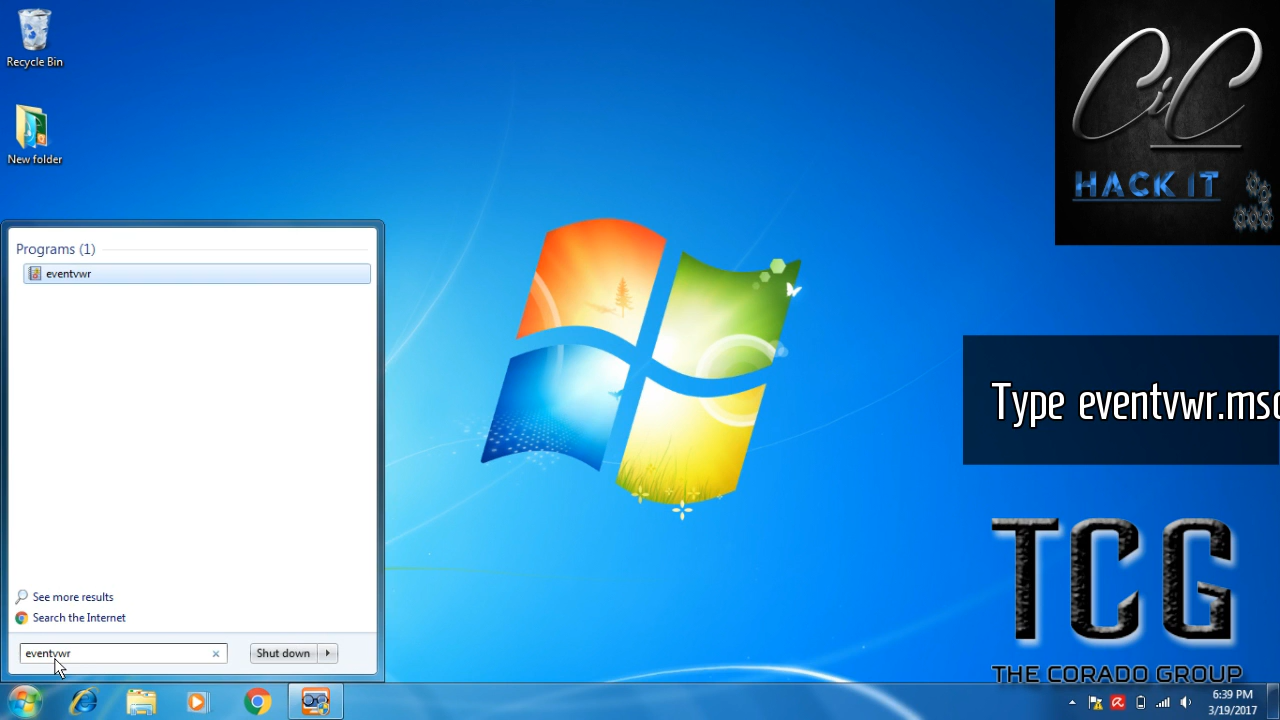 Recycle Bin
New folder
Programs (1)
eventvwr
See more results
Search the Internet
eventvwr
Shut down
CiC
HACK IT
Type eventvwr.msc
TCG
THE CORADO GROUP
6:39 PM
3/19/2017